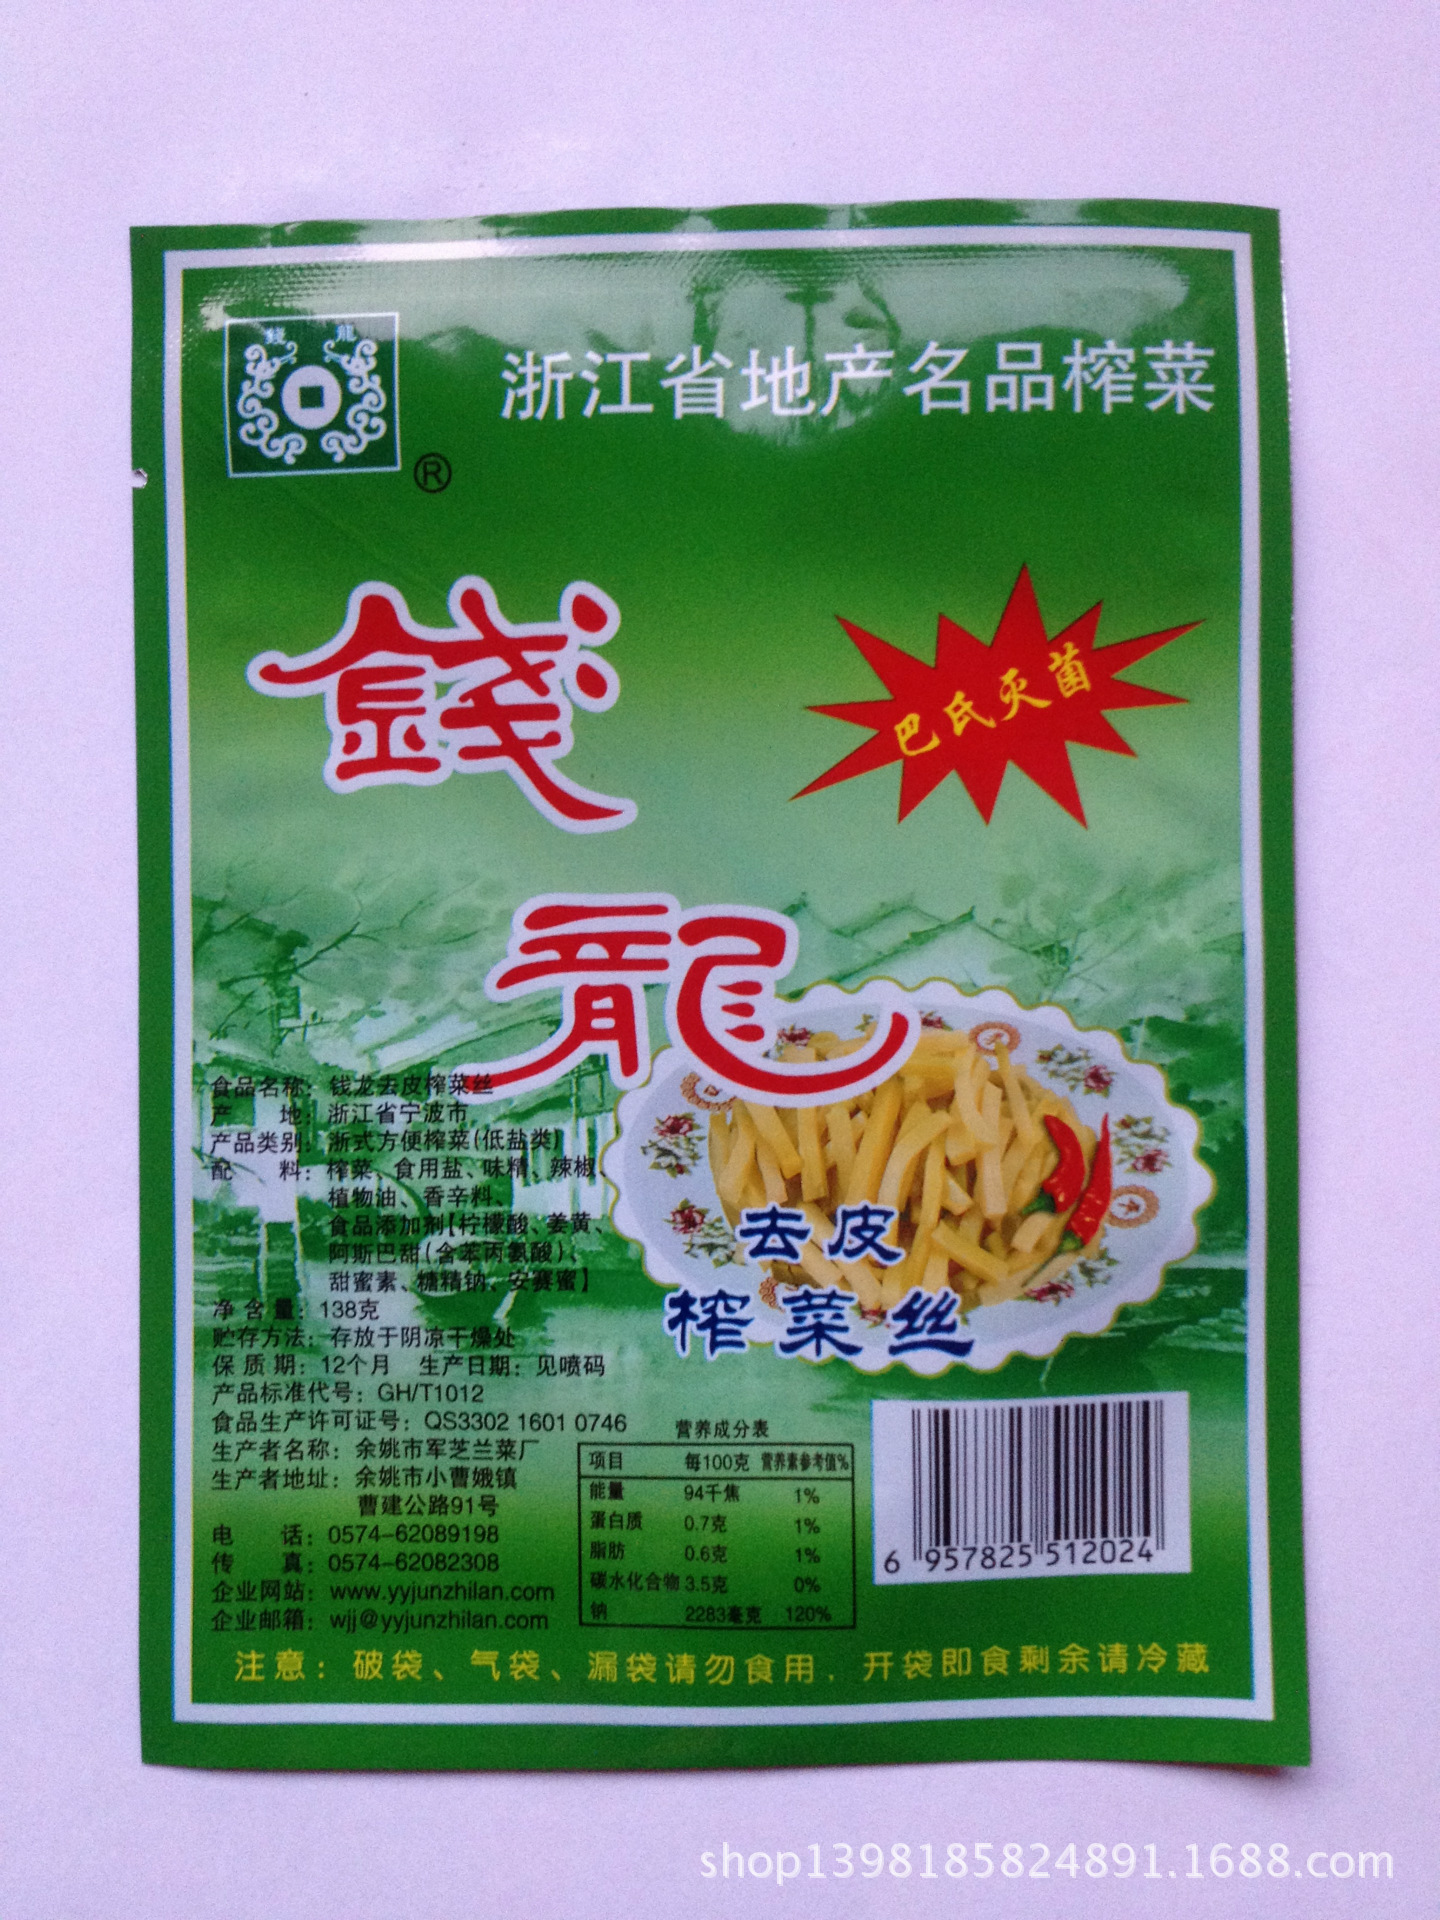 錢 龍
®
浙江省地产名品榨菜
錢
巴氏灭菌
龍
食品名称：钱龙去皮榨菜丝
产 地：浙江省宁波市
产品类别：浙式方便榨菜(低盐类)
配 料：榨菜、食用盐、味精、辣椒、
植物油、香辛料、
食品添加剂【柠檬酸、姜黄、
阿斯巴甜(含苯丙氨酸)、
甜蜜素、糖精钠、安赛蜜】
净含量：138克
贮存方法：存放于阴凉干燥处
保质期：12个月 生产日期：见喷码
产品标准代号：GH/T1012
食品生产许可证号：QS3302 1601 0746
生产者名称：余姚市军芝兰菜厂
生产者地址：余姚市小曹娥镇
曹建公路91号
电 话：0574-62089198
传 真：0574-62082308
企业网站：www.yyjunzhilan.com
企业邮箱：wjj@yyjunzhilan.com
去皮
榨菜丝
营养成分表
项目 每100克 营养素参考值%
能量 94千焦 1%
蛋白质 0.7克 1%
脂肪 0.6克 1%
碳水化合物 3.5克 0%
钠 2283毫克 120%
6 957825 512024
注意：破袋、气袋、漏袋请勿食用，开袋即食剩余请冷藏
shop1398185824891.1688.com